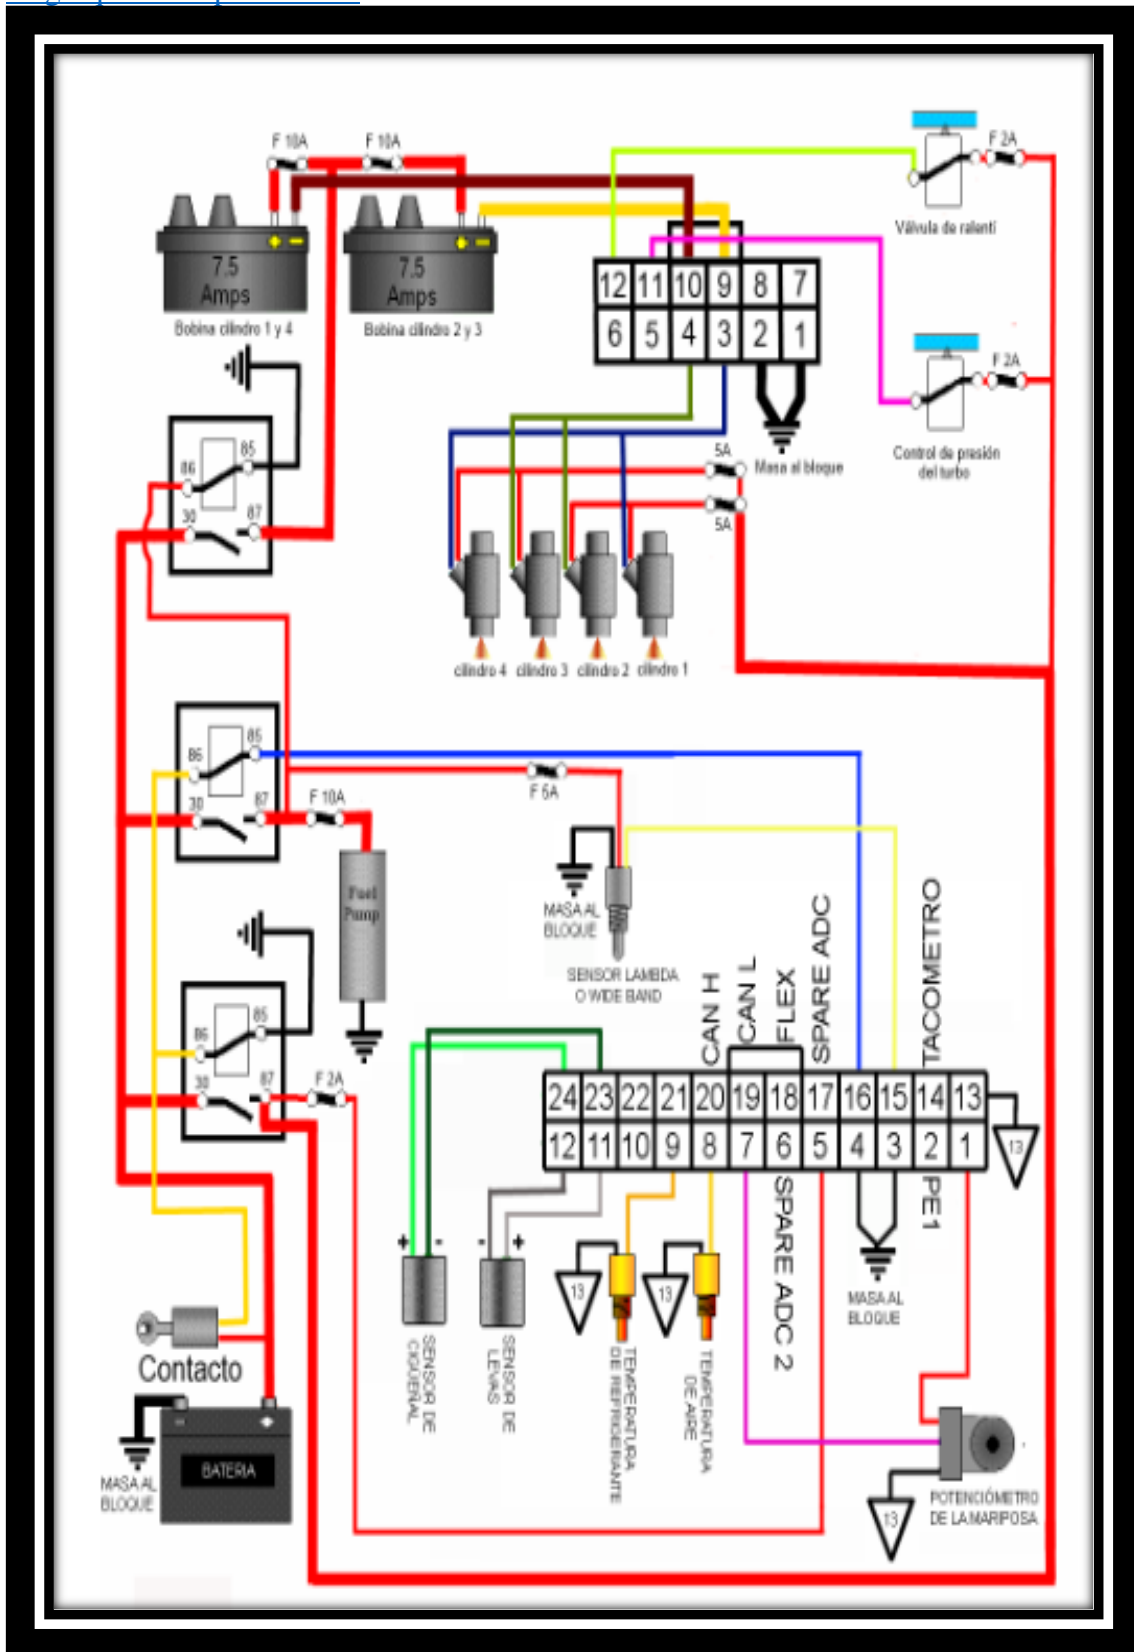 F 10A
F 10A
F 2A
Válvula de ralentí
7.5
Amps
7.5
Amps
Bobina cilindro 1 y 4
Bobina cilindro 2 y 3
12 11 10 9 8 7
6 5 4 3 2 1
F 2A
Control de presión
del turbo
5A
Masa al bloque
5A
86
85
30
87
cilindro 4
cilindro 3
cilindro 2
cilindro 1
86
85
30
87
F 10A
F 5A
Fuel
Pump
MASA AL
BLOQUE
SENSOR LAMBDA
O WIDE BAND
CAN H
CAN L
FLEX
SPARE ADC
TACOMETRO
86
85
30
87
F 2A
24 23 22 21 20 19 18 17 16 15 14 13
12 11 10 9 8 7 6 5 4 3 2 1
13
SPARE ADC 2
PE1
+
-
-
+
13
13
MASA AL
BLOQUE
SENSOR DE
CIGÜEÑAL
SENSOR DE
LEVAS
TEMPERATURA
DE REFRIGERANTE
TEMPERATURA
DE AIRE
Contacto
BATERIA
MASA AL
BLOQUE
13
POTENCIÓMETRO
DE LA MARIPOSA